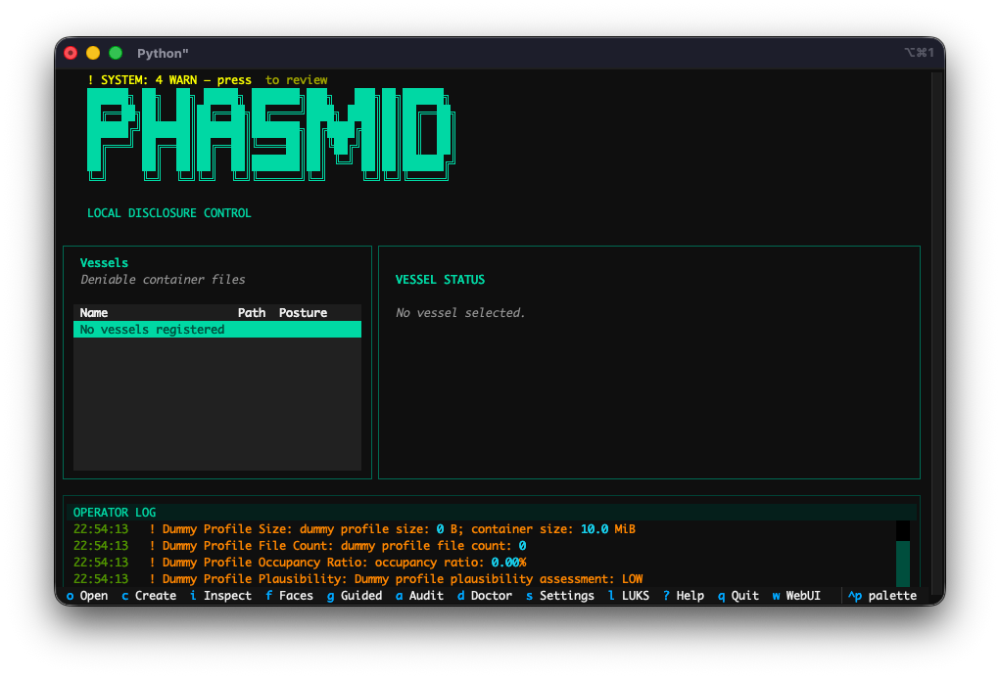 Python"
⌥⌘1
! SYSTEM: 4 WARN – press  to review
PHASMID
LOCAL DISCLOSURE CONTROL
Vessels
Deniable container files
Name Path Posture
No vessels registered
VESSEL STATUS
No vessel selected.
OPERATOR LOG
22:54:13 ! Dummy Profile Size: dummy profile size: 0 B; container size: 10.0 MiB
22:54:13 ! Dummy Profile File Count: dummy profile file count: 0
22:54:13 ! Dummy Profile Occupancy Ratio: occupancy ratio: 0.00%
22:54:13 ! Dummy Profile Plausibility: Dummy profile plausibility assessment: LOW
o Open c Create i Inspect f Faces g Guided a Audit d Doctor s Settings l LUKS ? Help q Quit w WebUI ^p palette